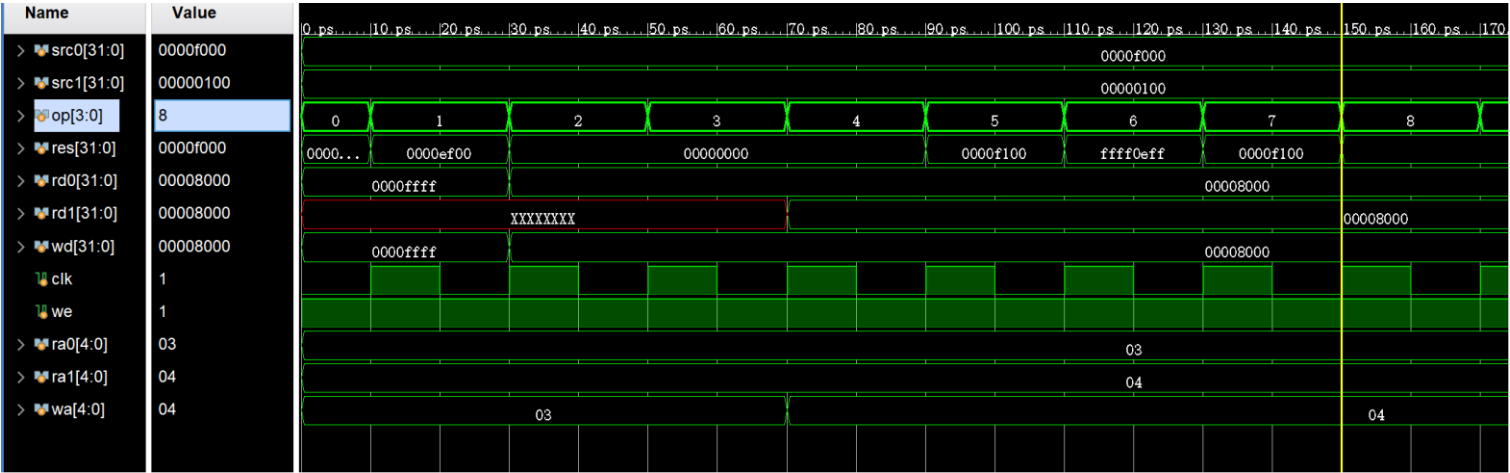 Name Value
0 ps 10 ps 20 ps 30 ps 40 ps 50 ps 60 ps 70 ps 80 ps 90 ps 100 ps 110 ps 120 ps 130 ps 140 ps 150 ps 160 ps 170
src0[31:0] 0000f000 0000f000
src1[31:0] 00000100 00000100
op[3:0] 8 0 1 2 3 4 5 6 7 8
res[31:0] 0000f000 0000... 0000ef00 00000000 0000f100 ffff0eff 0000f100
rd0[31:0] 00008000 0000ffff 00008000
rd1[31:0] 00008000 XXXXXXXX 00008000
wd[31:0] 00008000 0000ffff 00008000
clk 1
we 1
ra0[4:0] 03 03
ra1[4:0] 04 04
wa[4:0] 04 03 04